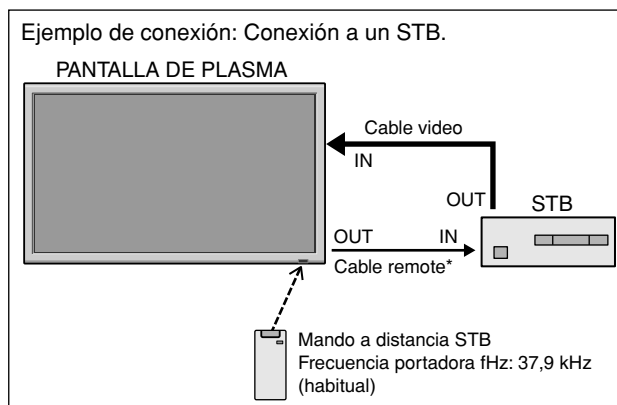 Ejemplo de conexión: Conexión a un STB.
PANTALLA DE PLASMA
Cable video
IN
OUT
STB
OUT
IN
Cable remote*
Mando a distancia STB
Frecuencia portadora fHz: 37,9 kHz
(habitual)